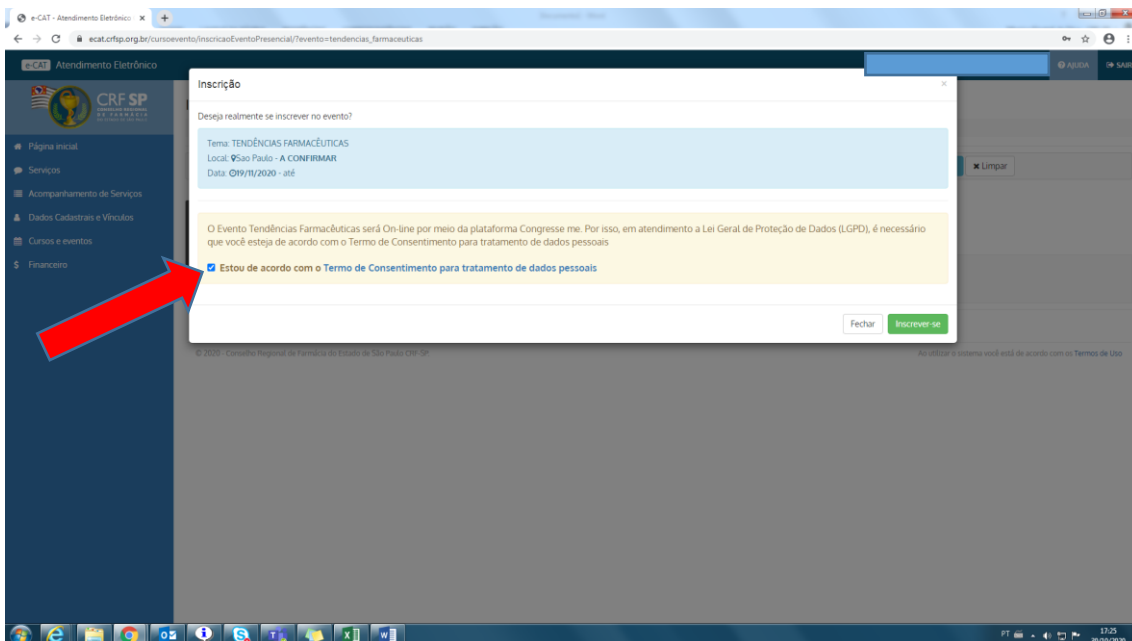 e-CAT - Atendimento Eletrônico
ecat.crfsp.org.br/cursoevento/inscricaoEventoPresencial/?evento=tendencias_farmaceuticas
e-CAT Atendimento Eletrônico
AJUDA
SAIR
CRF SP
CONSELHO REGIONAL
DE FARMÁCIA
Página inicial
Serviços
Acompanhamento de Serviços
Dados Cadastrais e Vínculos
Cursos e eventos
Financeiro
Inscrição
Deseja realmente se inscrever no evento?
Tema: TENDÊNCIAS FARMACÊUTICAS
Local: Sao Paulo - A CONFIRMAR
Data: 19/11/2020 - até
Limpar
O Evento Tendências Farmacêuticas será On-line por meio da plataforma Congresse me. Por isso, em atendimento a Lei Geral de Proteção de Dados (LGPD), é necessário
que você esteja de acordo com o Termo de Consentimento para tratamento de dados pessoais
Estou de acordo com o Termo de Consentimento para tratamento de dados pessoais
Fechar
Inscrever-se
© 2020 - Conselho Regional de Farmácia do Estado de São Paulo CRF-SP.
Ao utilizar o sistema você está de acordo com os Termos de Uso
PT
17:25